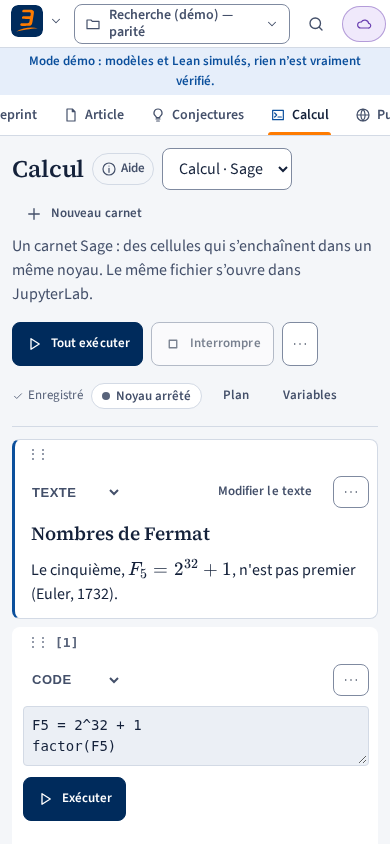 Recherche (démo) —
parité
Mode démo : modèles et Lean simulés, rien n’est vraiment
vérifié.
eprint
Article
Conjectures
Calcul
Pu
Calcul
Aide
Calcul · Sage
Nouveau carnet
Un carnet Sage : des cellules qui s’enchaînent dans un
même noyau. Le même fichier s’ouvre dans
JupyterLab.
Tout exécuter
Interrompre
Enregistré
Noyau arrêté
Plan
Variables
TEXTE
Modifier le texte
Nombres de Fermat
Le cinquième, F₅ = 2³² + 1, n'est pas premier
(Euler, 1732).
[1]
CODE
F5 = 2^32 + 1
factor(F5)
Exécuter